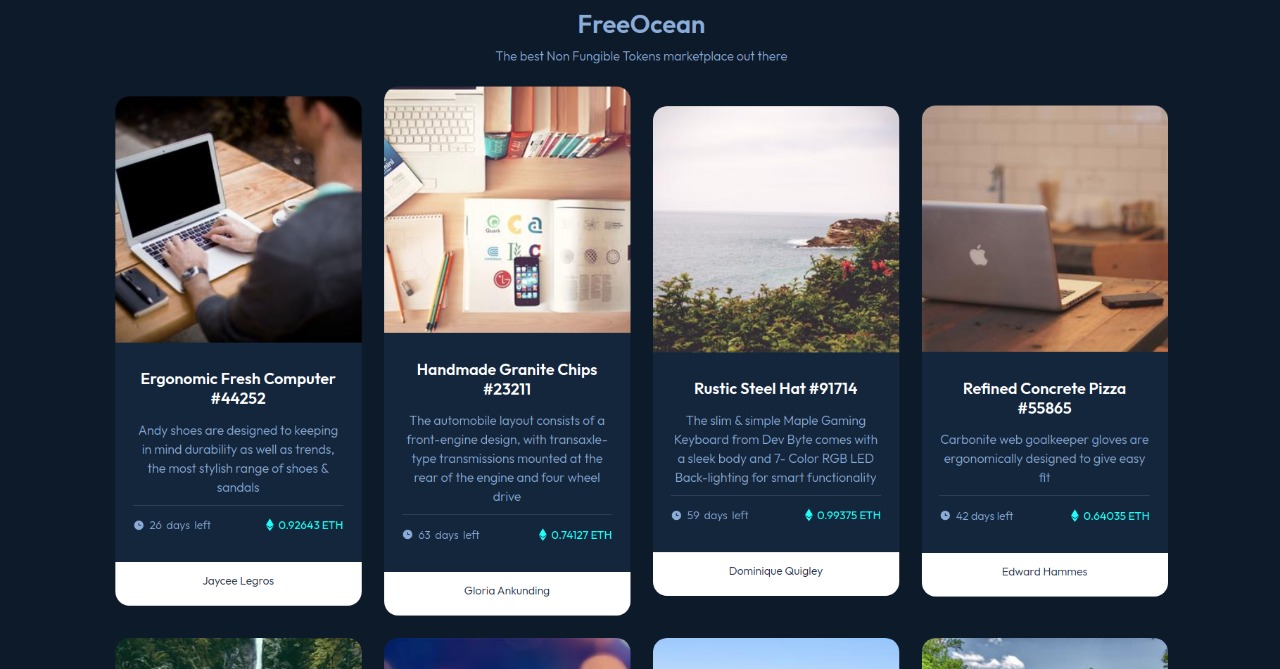 FreeOcean
The best Non Fungible Tokens marketplace out there
Ergonomic Fresh Computer
#44252
Andy shoes are designed to keeping
in mind durability as well as trends,
the most stylish range of shoes &
sandals
26 days left
0.92643 ETH
Jaycee Legros
Handmade Granite Chips
#23211
The automobile layout consists of a
front-engine design, with transaxle-
type transmissions mounted at the
rear of the engine and four wheel
drive
63 days left
0.74127 ETH
Gloria Ankunding
Rustic Steel Hat #91714
The slim & simple Maple Gaming
Keyboard from Dev Byte comes with
a sleek body and 7- Color RGB LED
Back-lighting for smart functionality
59 days left
0.99375 ETH
Dominique Quigley
Refined Concrete Pizza
#55865
Carbonite web goalkeeper gloves are
ergonomically designed to give easy
fit
42 days left
0.64035 ETH
Edward Hammes